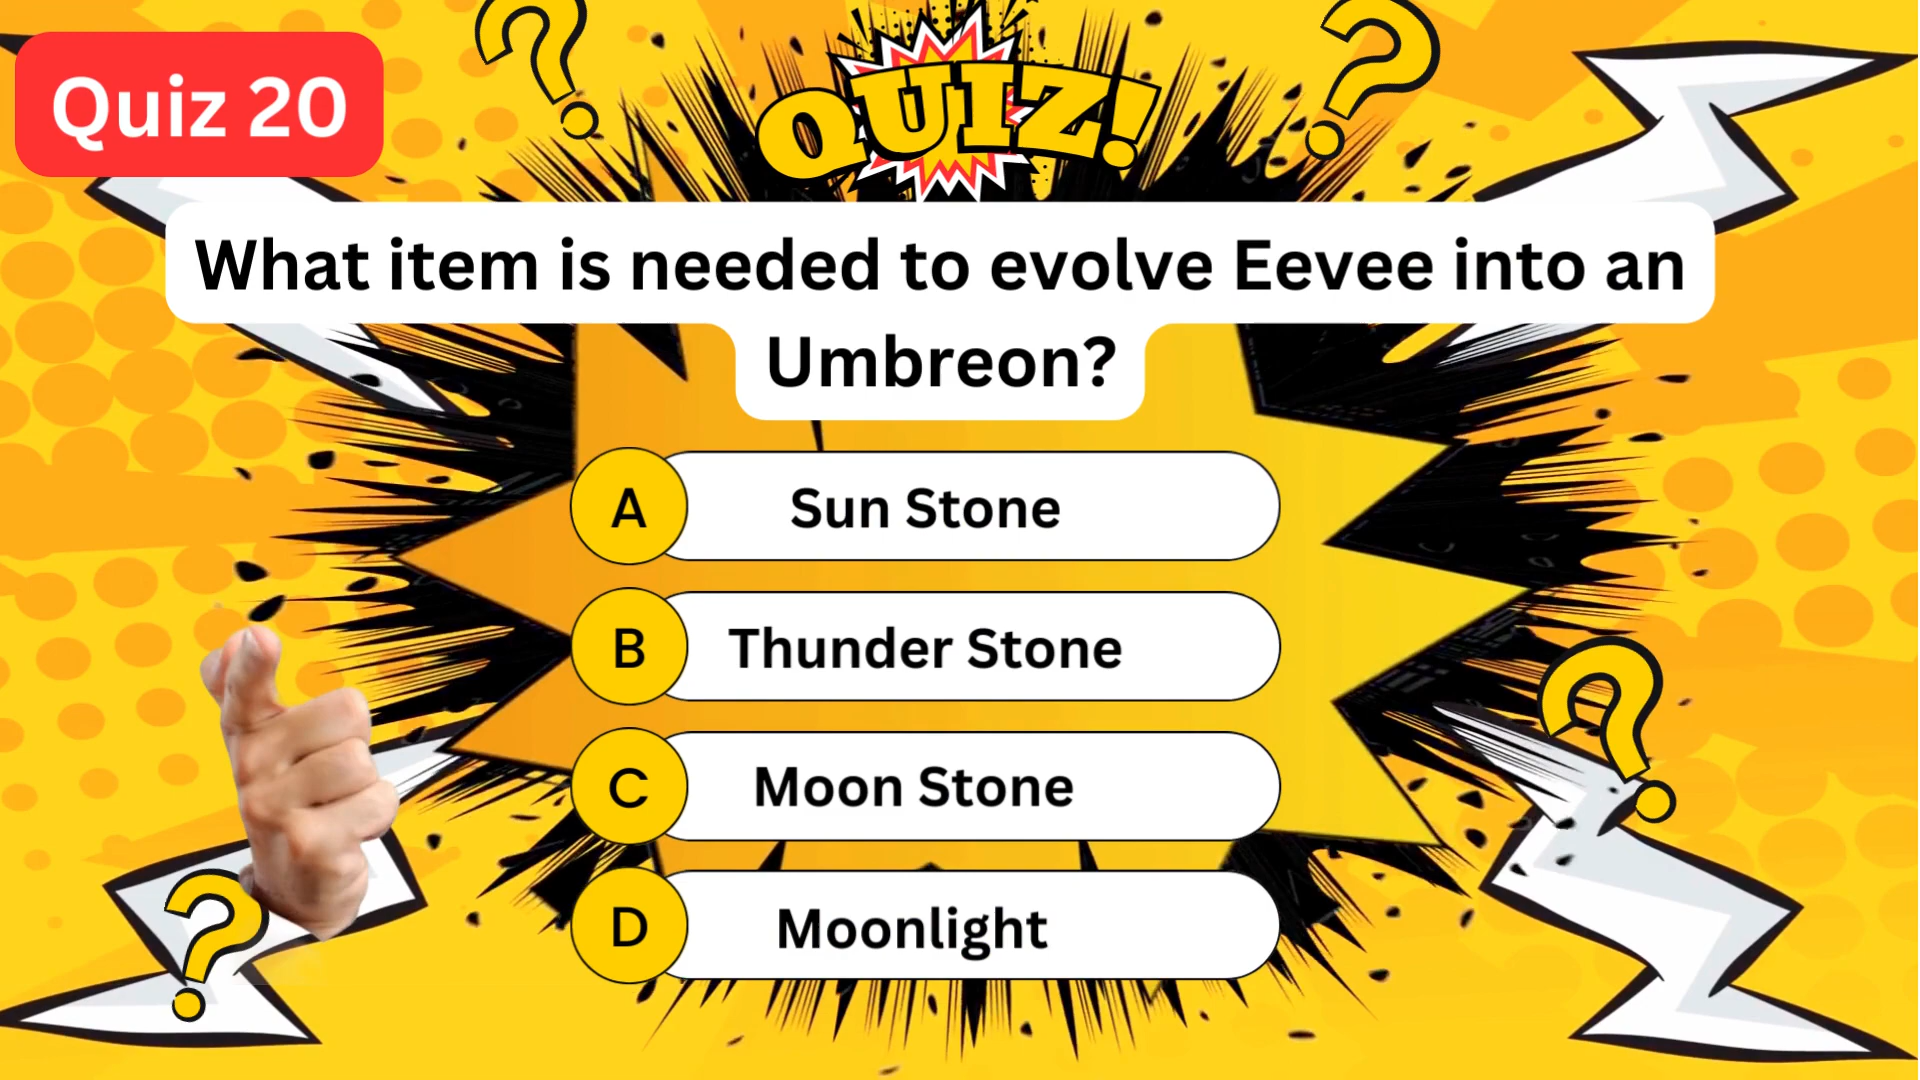 Quiz 20
QUIZ!
What item is needed to evolve Eevee into an
Umbreon?
A Sun Stone
B Thunder Stone
C Moon Stone
D Moonlight